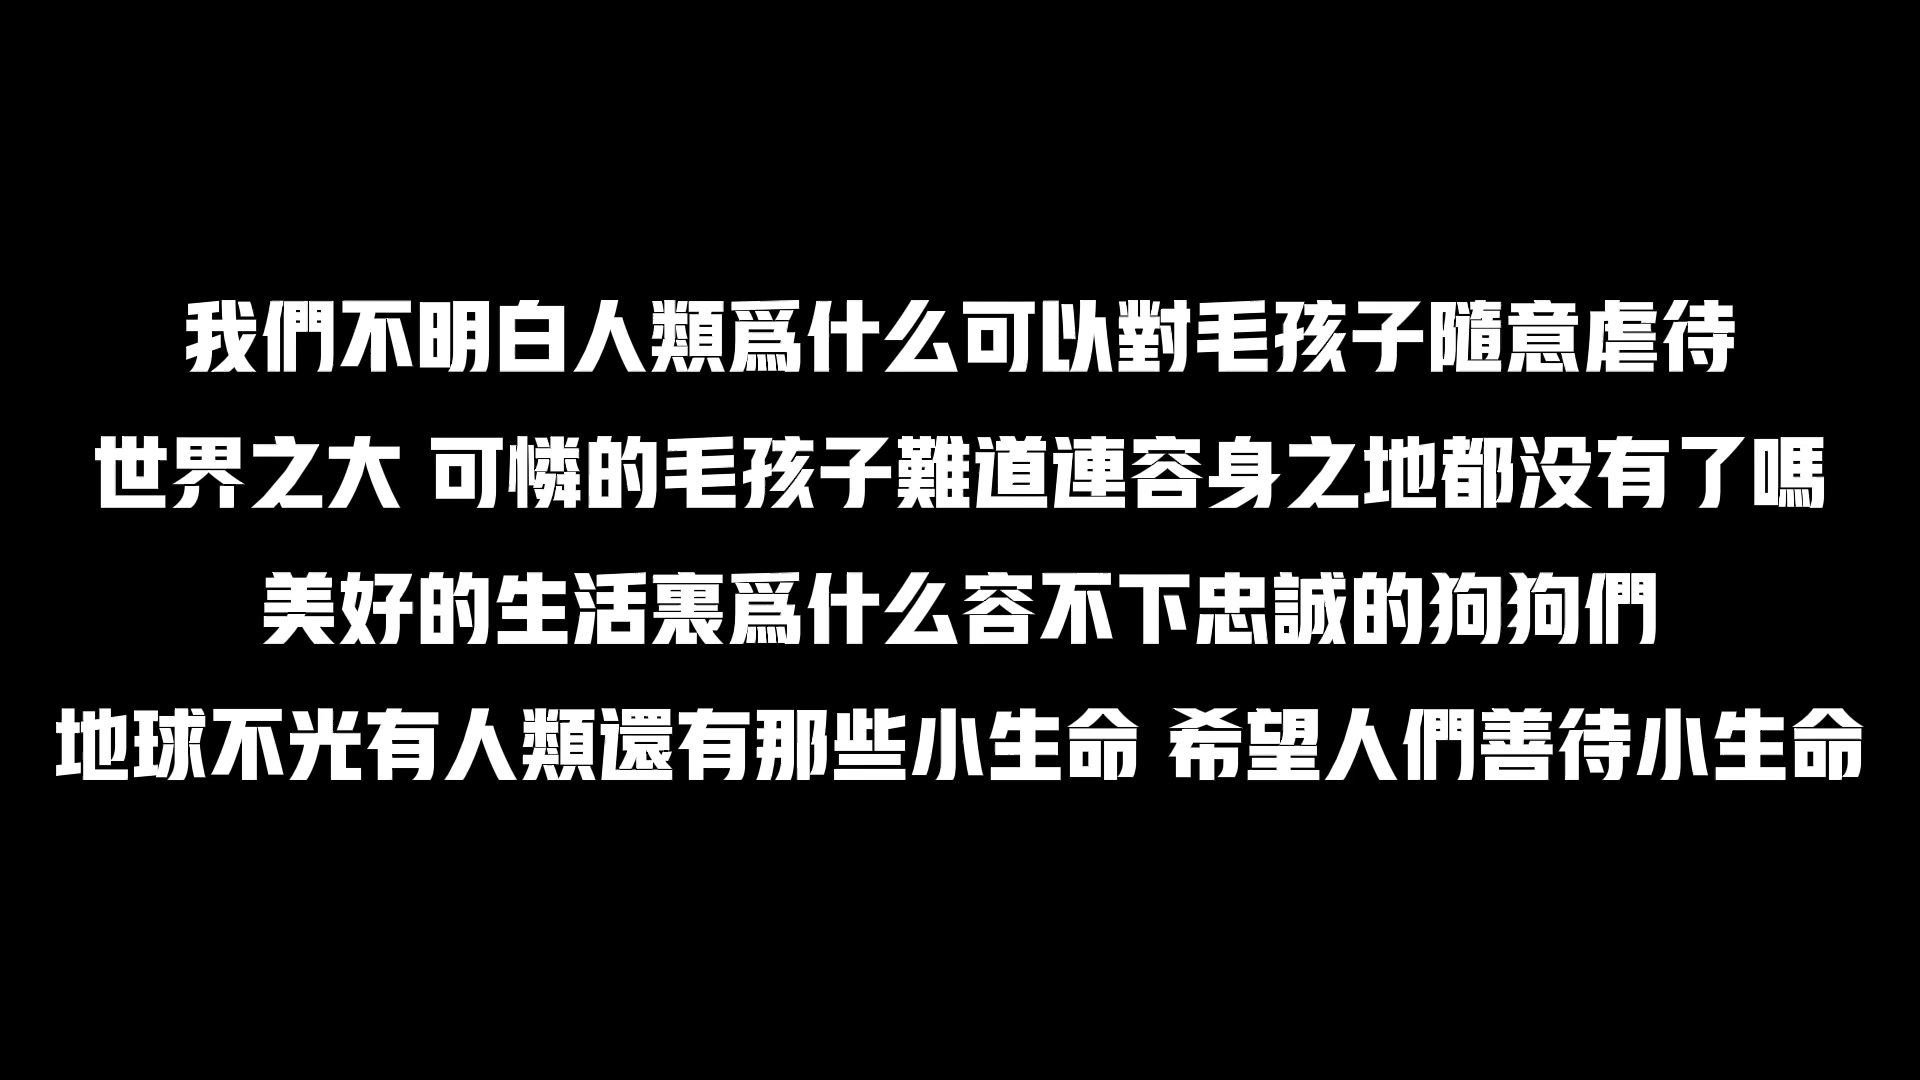 我們不明白人類爲什么可以對毛孩子隨意虐待
世界之大 可憐的毛孩子難道連容身之地都没有了嗎
美好的生活裏爲什么容不下忠誠的狗狗們
地球不光有人類還有那些小生命 希望人們善待小生命